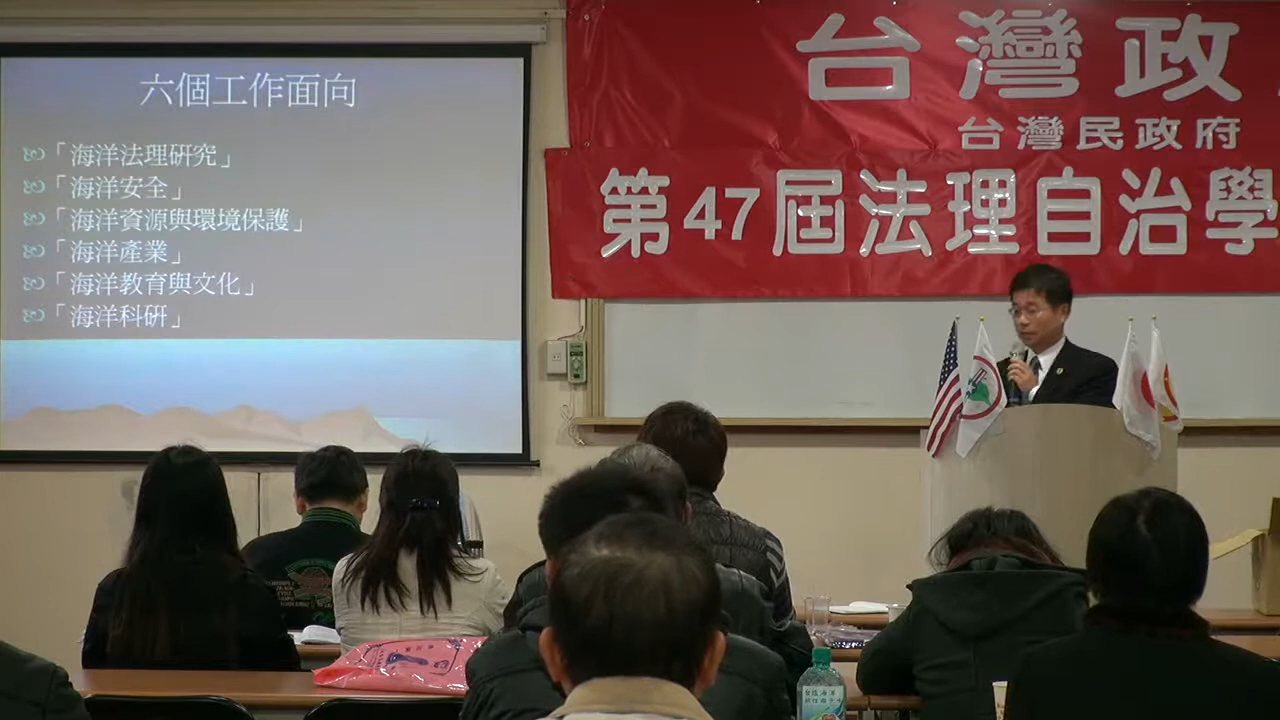 六個工作面向
「海洋法理研究」
「海洋安全」
「海洋資源與環境保護」
「海洋產業」
「海洋教育與文化」
「海洋科研」
台灣政
台灣民政府
第47屆法理自治學